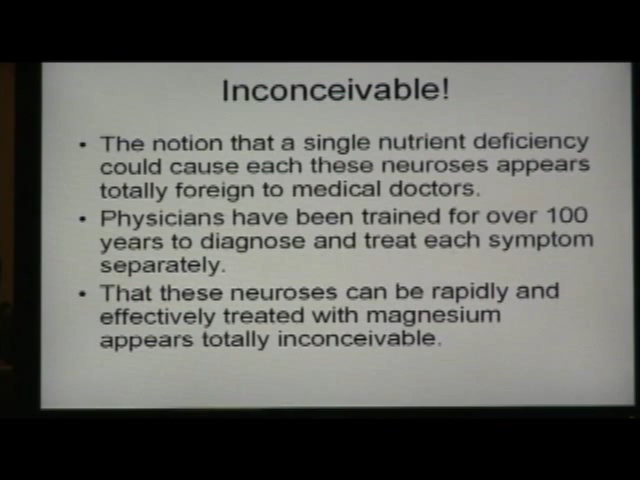 Inconceivable!
• The notion that a single nutrient deficiency
could cause each these neuroses appears
totally foreign to medical doctors.
• Physicians have been trained for over 100
years to diagnose and treat each symptom
separately.
• That these neuroses can be rapidly and
effectively treated with magnesium
appears totally inconceivable.